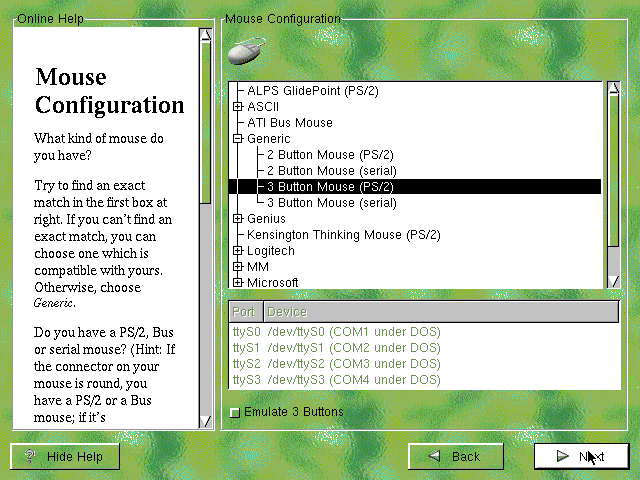 Online Help
Mouse
Configuration
What kind of mouse do
you have?
Try to find an exact
match in the first box at
right. If you can't find an
exact match, you can
choose one which is
compatible with yours.
Otherwise, choose
Generic.
Do you have a PS/2, Bus
or serial mouse? (Hint: If
the connector on your
mouse is round, you
have a PS/2 or a Bus
mouse; if it's
Mouse Configuration
ALPS GlidePoint (PS/2)
ASCII
ATI Bus Mouse
Generic
2 Button Mouse (PS/2)
2 Button Mouse (serial)
3 Button Mouse (PS/2)
3 Button Mouse (serial)
Genius
Kensington Thinking Mouse (PS/2)
Logitech
MM
Microsoft
Port Device
ttyS0 /dev/ttyS0 (COM1 under DOS)
ttyS1 /dev/ttyS1 (COM2 under DOS)
ttyS2 /dev/ttyS2 (COM3 under DOS)
ttyS3 /dev/ttyS3 (COM4 under DOS)
Emulate 3 Buttons
? Hide Help
Back
Next